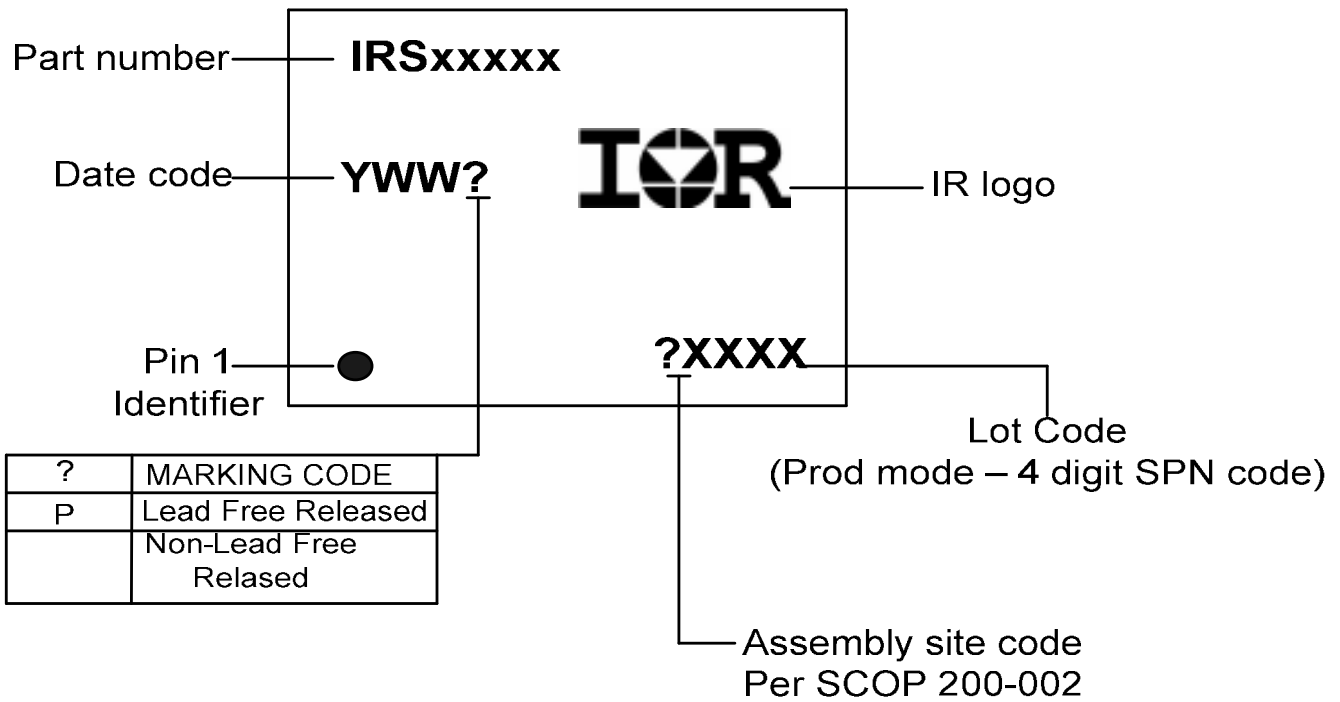 Part number
IRSxxxxx
Date code
YWW?
IOR
IR logo
Pin 1
Identifier
?XXXX
Lot Code
(Prod mode – 4 digit SPN code)
? MARKING CODE
P Lead Free Released
Non-Lead Free
Relased
Assembly site code
Per SCOP 200-002